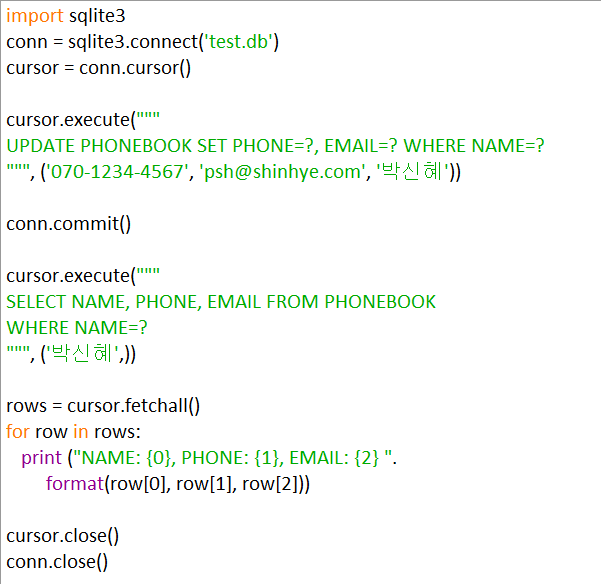 import sqlite3
conn = sqlite3.connect('test.db')
cursor = conn.cursor()
cursor.execute("""
UPDATE PHONEBOOK SET PHONE=?, EMAIL=? WHERE NAME=?
""", ('070-1234-4567', 'psh@shinhye.com', '박신혜'))
conn.commit()
cursor.execute("""
SELECT NAME, PHONE, EMAIL FROM PHONEBOOK
WHERE NAME=?
""", ('박신혜',))
rows = cursor.fetchall()
for row in rows:
print ("NAME: {0}, PHONE: {1}, EMAIL: {2} ".
format(row[0], row[1], row[2]))
cursor.close()
conn.close()